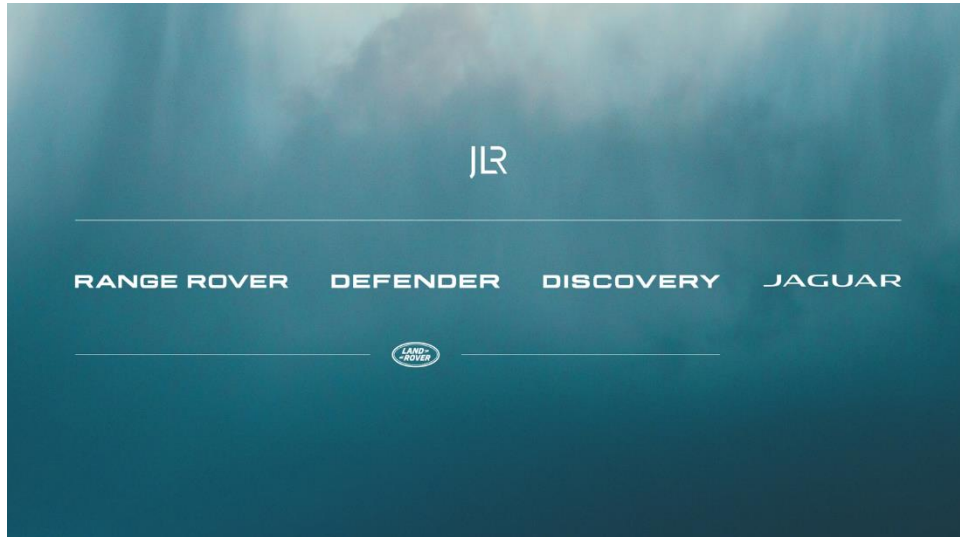 JLR
RANGE ROVER DEFENDER DISCOVERY JAGUAR
LAND-
-ROVER